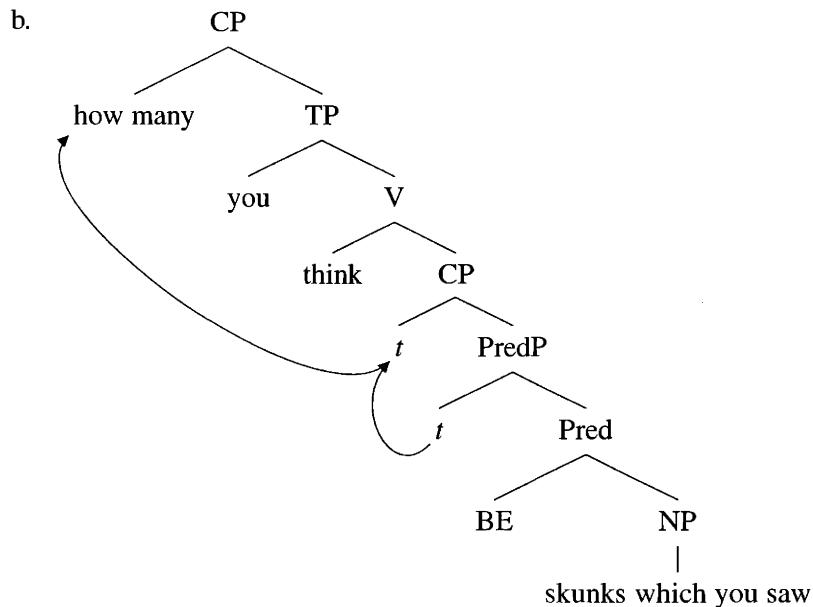 b.
CP
how many TP
you V
think CP
t PredP
t Pred
BE NP
skunks which you saw